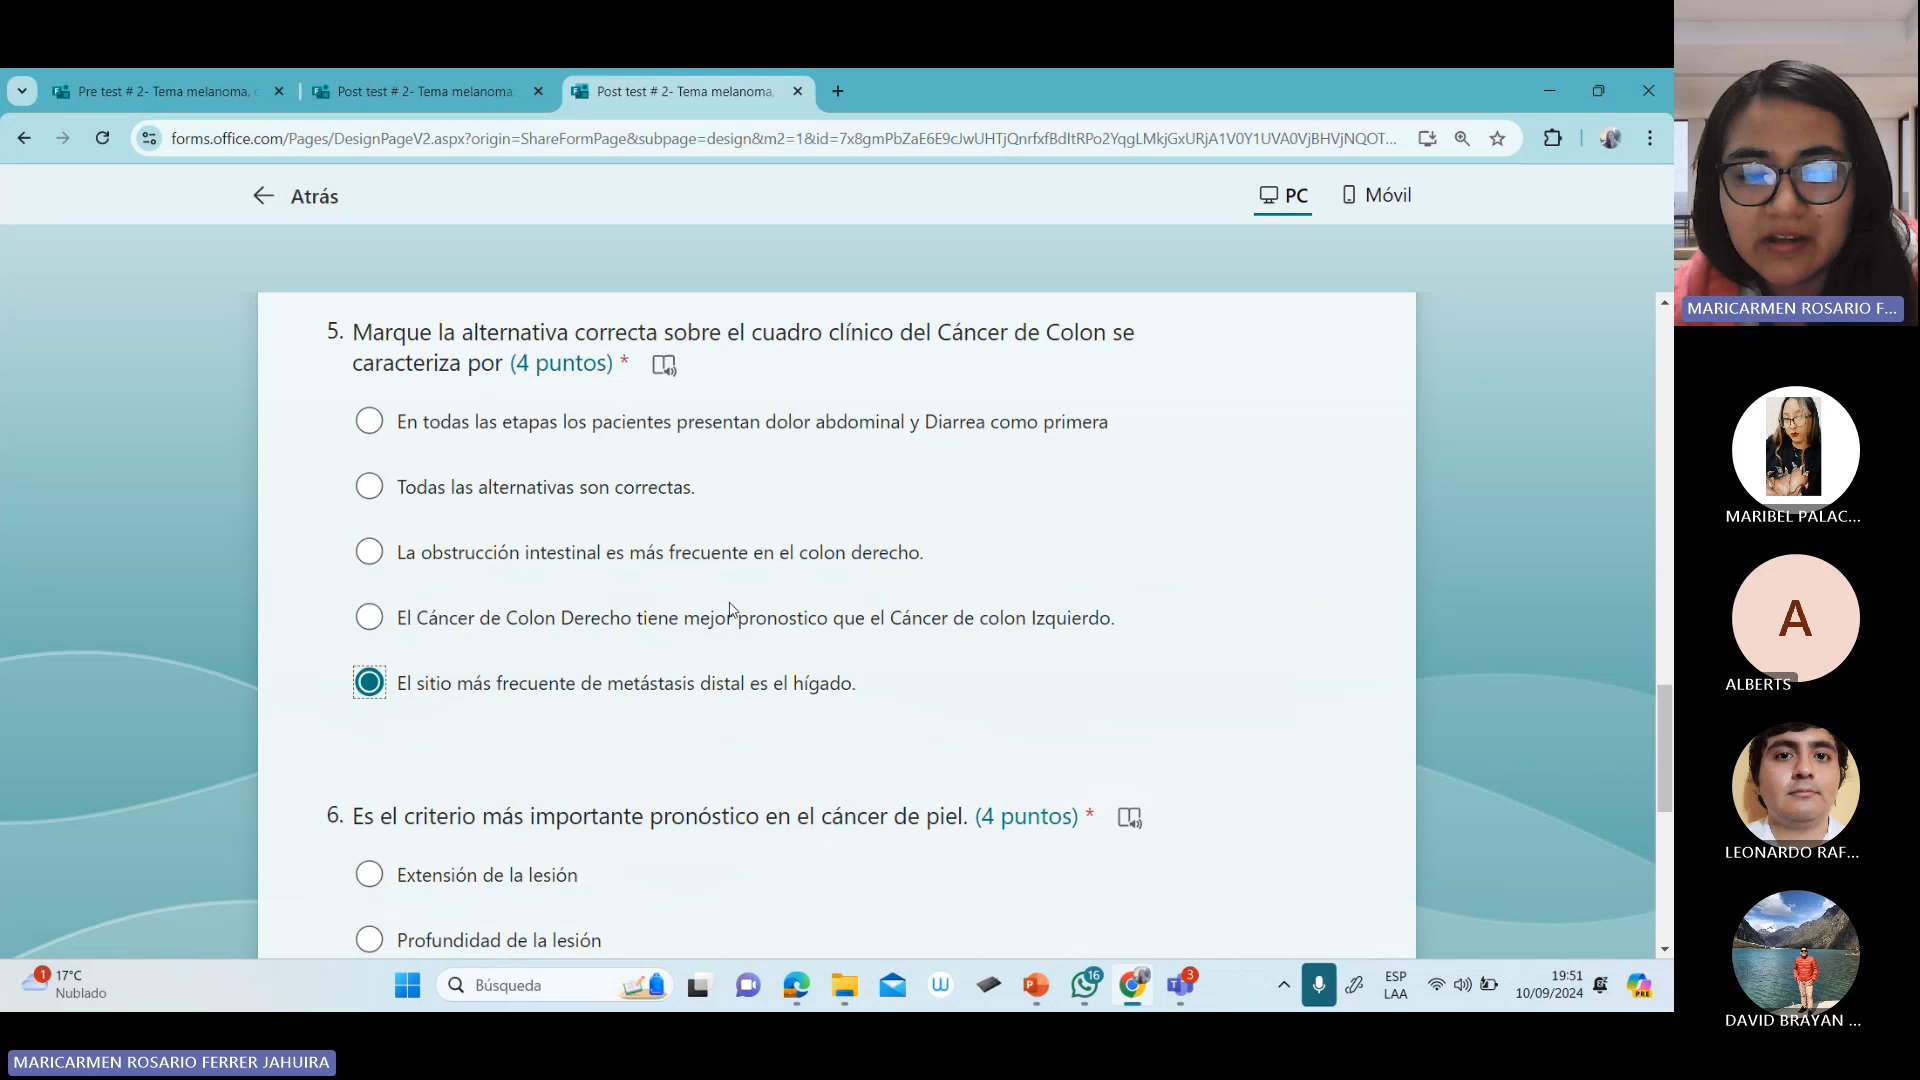 Pre test # 2- Tema melanoma, c
Post test # 2- Tema melanoma
Post test # 2- Tema melanoma,
forms.office.com/Pages/DesignPageV2.aspx?origin=ShareFormPage&subpage=design&m2=1&id=7x8gmPbZaE6E9cJwUHTjQnrfxfBdItRPo2YqgLMkjGxURjA1V0Y1UVA0VjBHVjNQOT...
Atrás
PC
Móvil
5. Marque la alternativa correcta sobre el cuadro clínico del Cáncer de Colon se
caracteriza por (4 puntos) *
En todas las etapas los pacientes presentan dolor abdominal y Diarrea como primera
Todas las alternativas son correctas.
La obstrucción intestinal es más frecuente en el colon derecho.
El Cáncer de Colon Derecho tiene mejor pronostico que el Cáncer de colon Izquierdo.
El sitio más frecuente de metástasis distal es el hígado.
6. Es el criterio más importante pronóstico en el cáncer de piel. (4 puntos) *
Extensión de la lesión
Profundidad de la lesión
MARICARMEN ROSARIO F...
MARIBEL PALAC...
A
ALBERTS
LEONARDO RAF...
DAVID BRAYAN ...
1
17°C
Nublado
Búsqueda
16
3
ESP
LAA
19:51
10/09/2024
PRE
MARICARMEN ROSARIO FERRER JAHUIRA